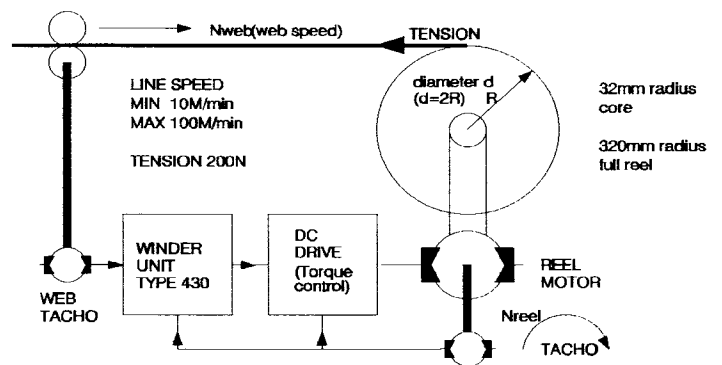 Nweb(web speed)
TENSION
LINE SPEED
MIN 10M/min
MAX 100M/min
TENSION 200N
diameter d
(d=2R) R
32mm radius
core
320mm radius
full reel
WINDER
UNIT
TYPE 430
DC
DRIVE
(Torque
control)
REEL
MOTOR
WEB
TACHO
Nreel
TACHO